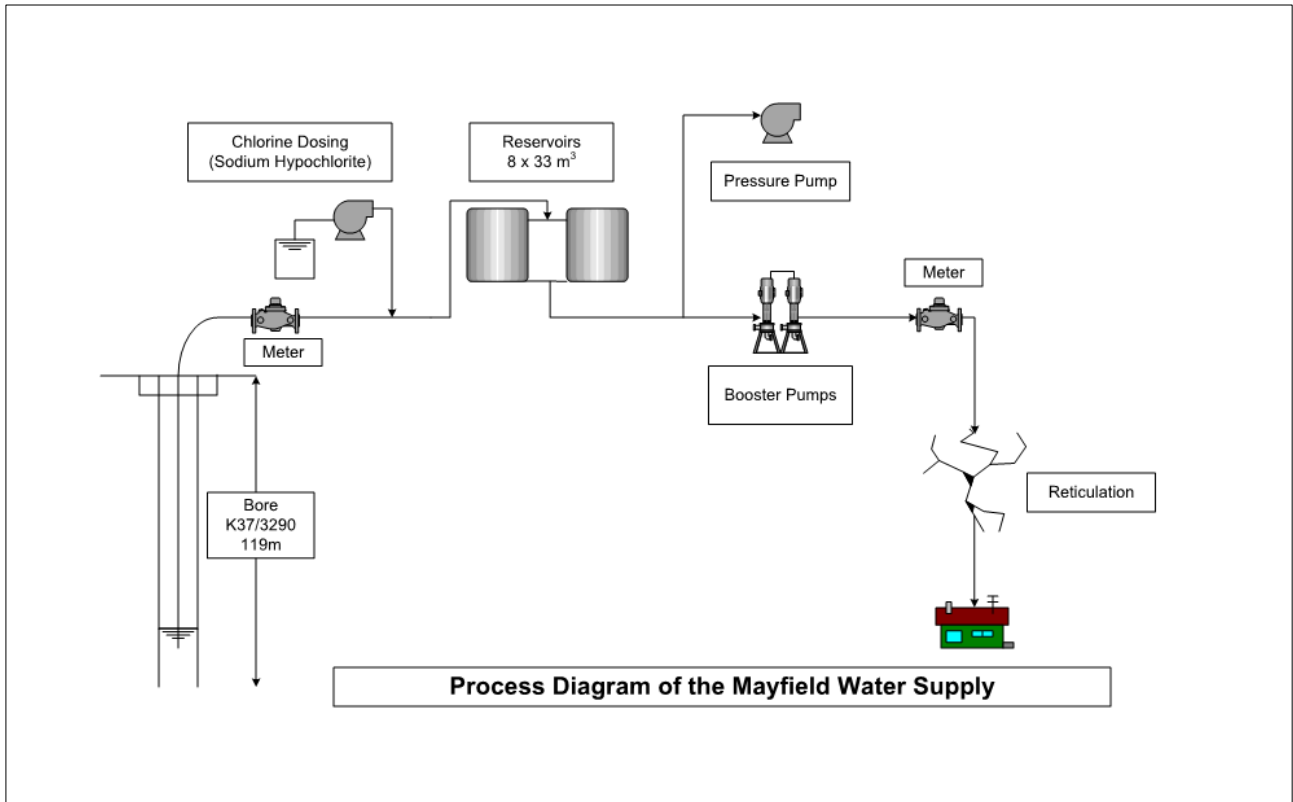 Chlorine Dosing
(Sodium Hypochlorite)
Reservoirs
8 x 33 m³
Pressure Pump
Meter
Meter
Booster Pumps
Bore
K37/3290
119m
Reticulation
Process Diagram of the Mayfield Water Supply